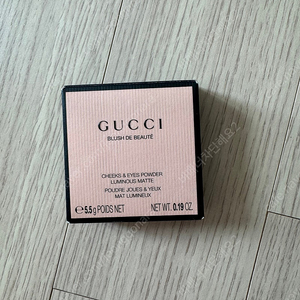 GUCCI
BLUSH DE BEAUTÉ
CHEEKS & EYES POWDER
LUMINOUS MATTE
POUDRE JOUES & YEUX
MAT LUMINEUX
℮ 5.5g POIDS NET NET WT. 0.19 OZ.